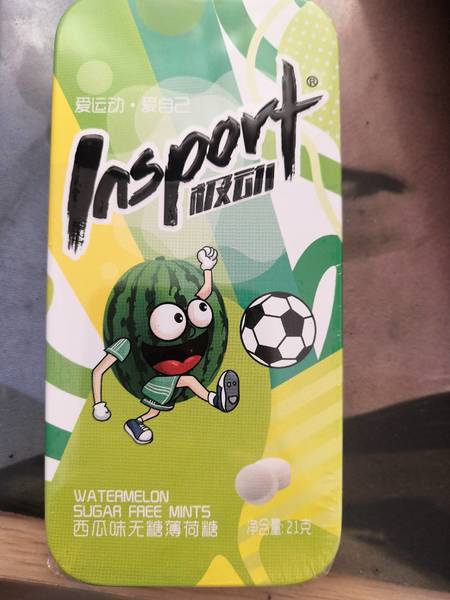 爱运动·爱自己
Insport®
极动
WATERMELON
SUGAR FREE MINTS
西瓜味无糖薄荷糖
净含量:21克